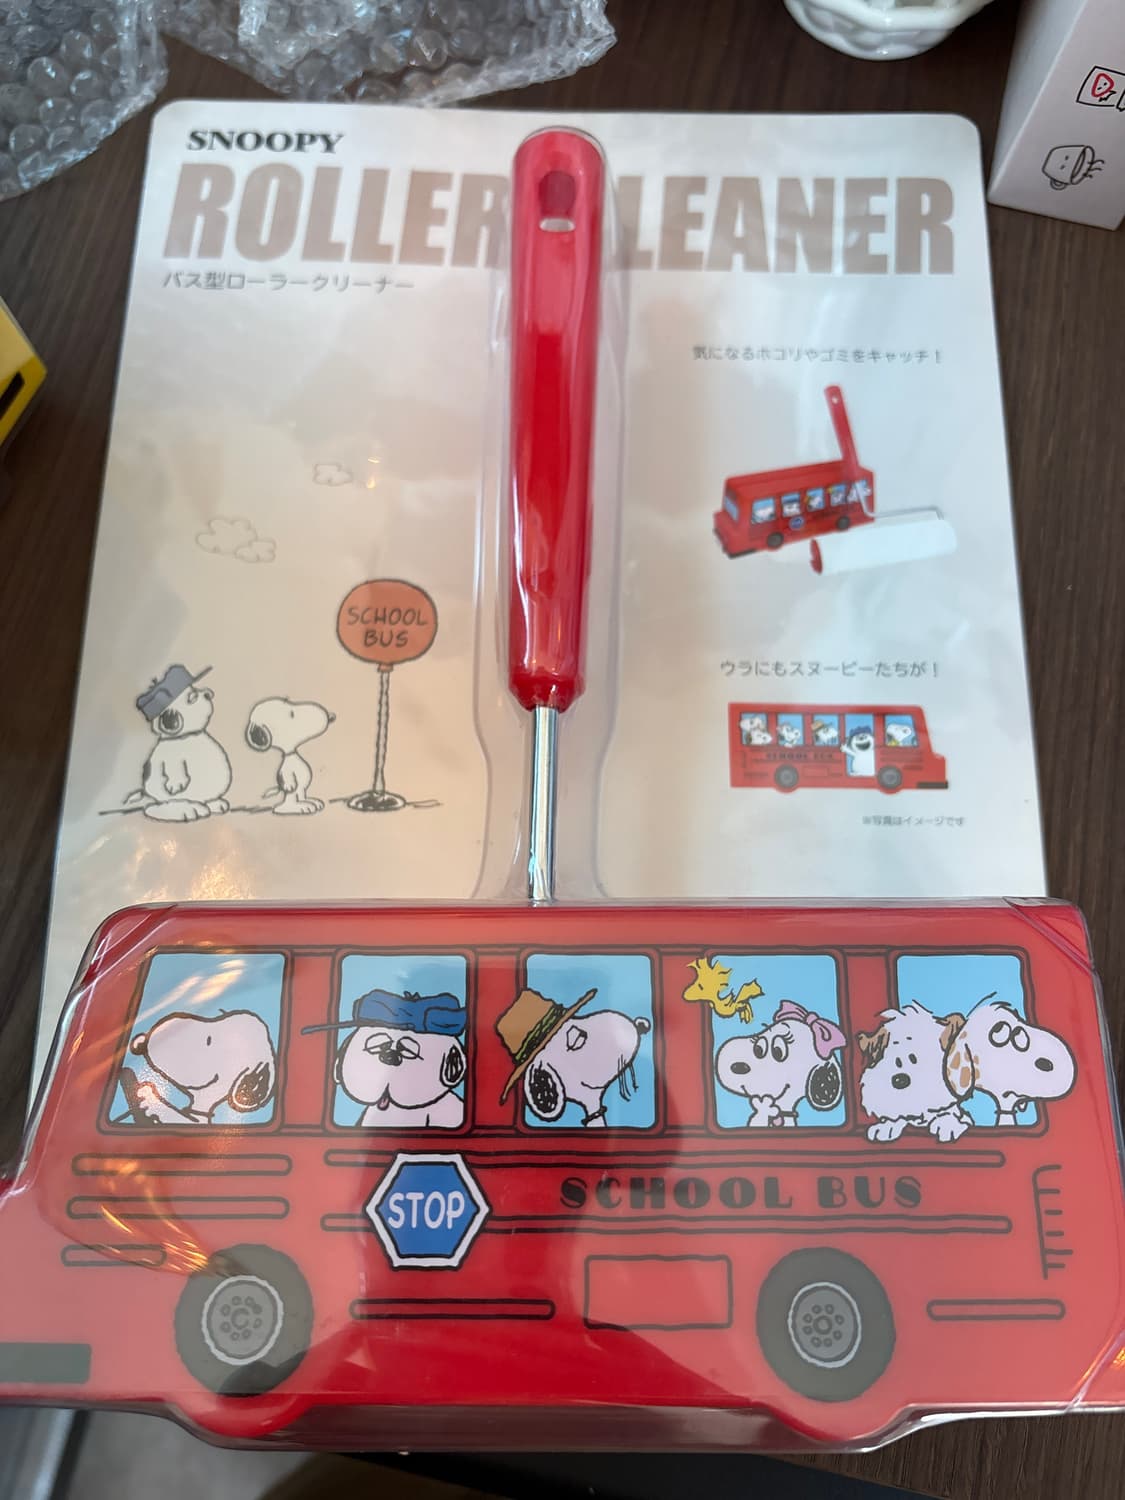 SNOOPY
ROLLER CLEANER
バス型ローラークリーナー
気になるホコリやゴミをキャッチ！
SCHOOL
BUS
ウラにもスヌーピーたちが！
SCHOOL BUS
※写真はイメージです
STOP
SCHOOL BUS